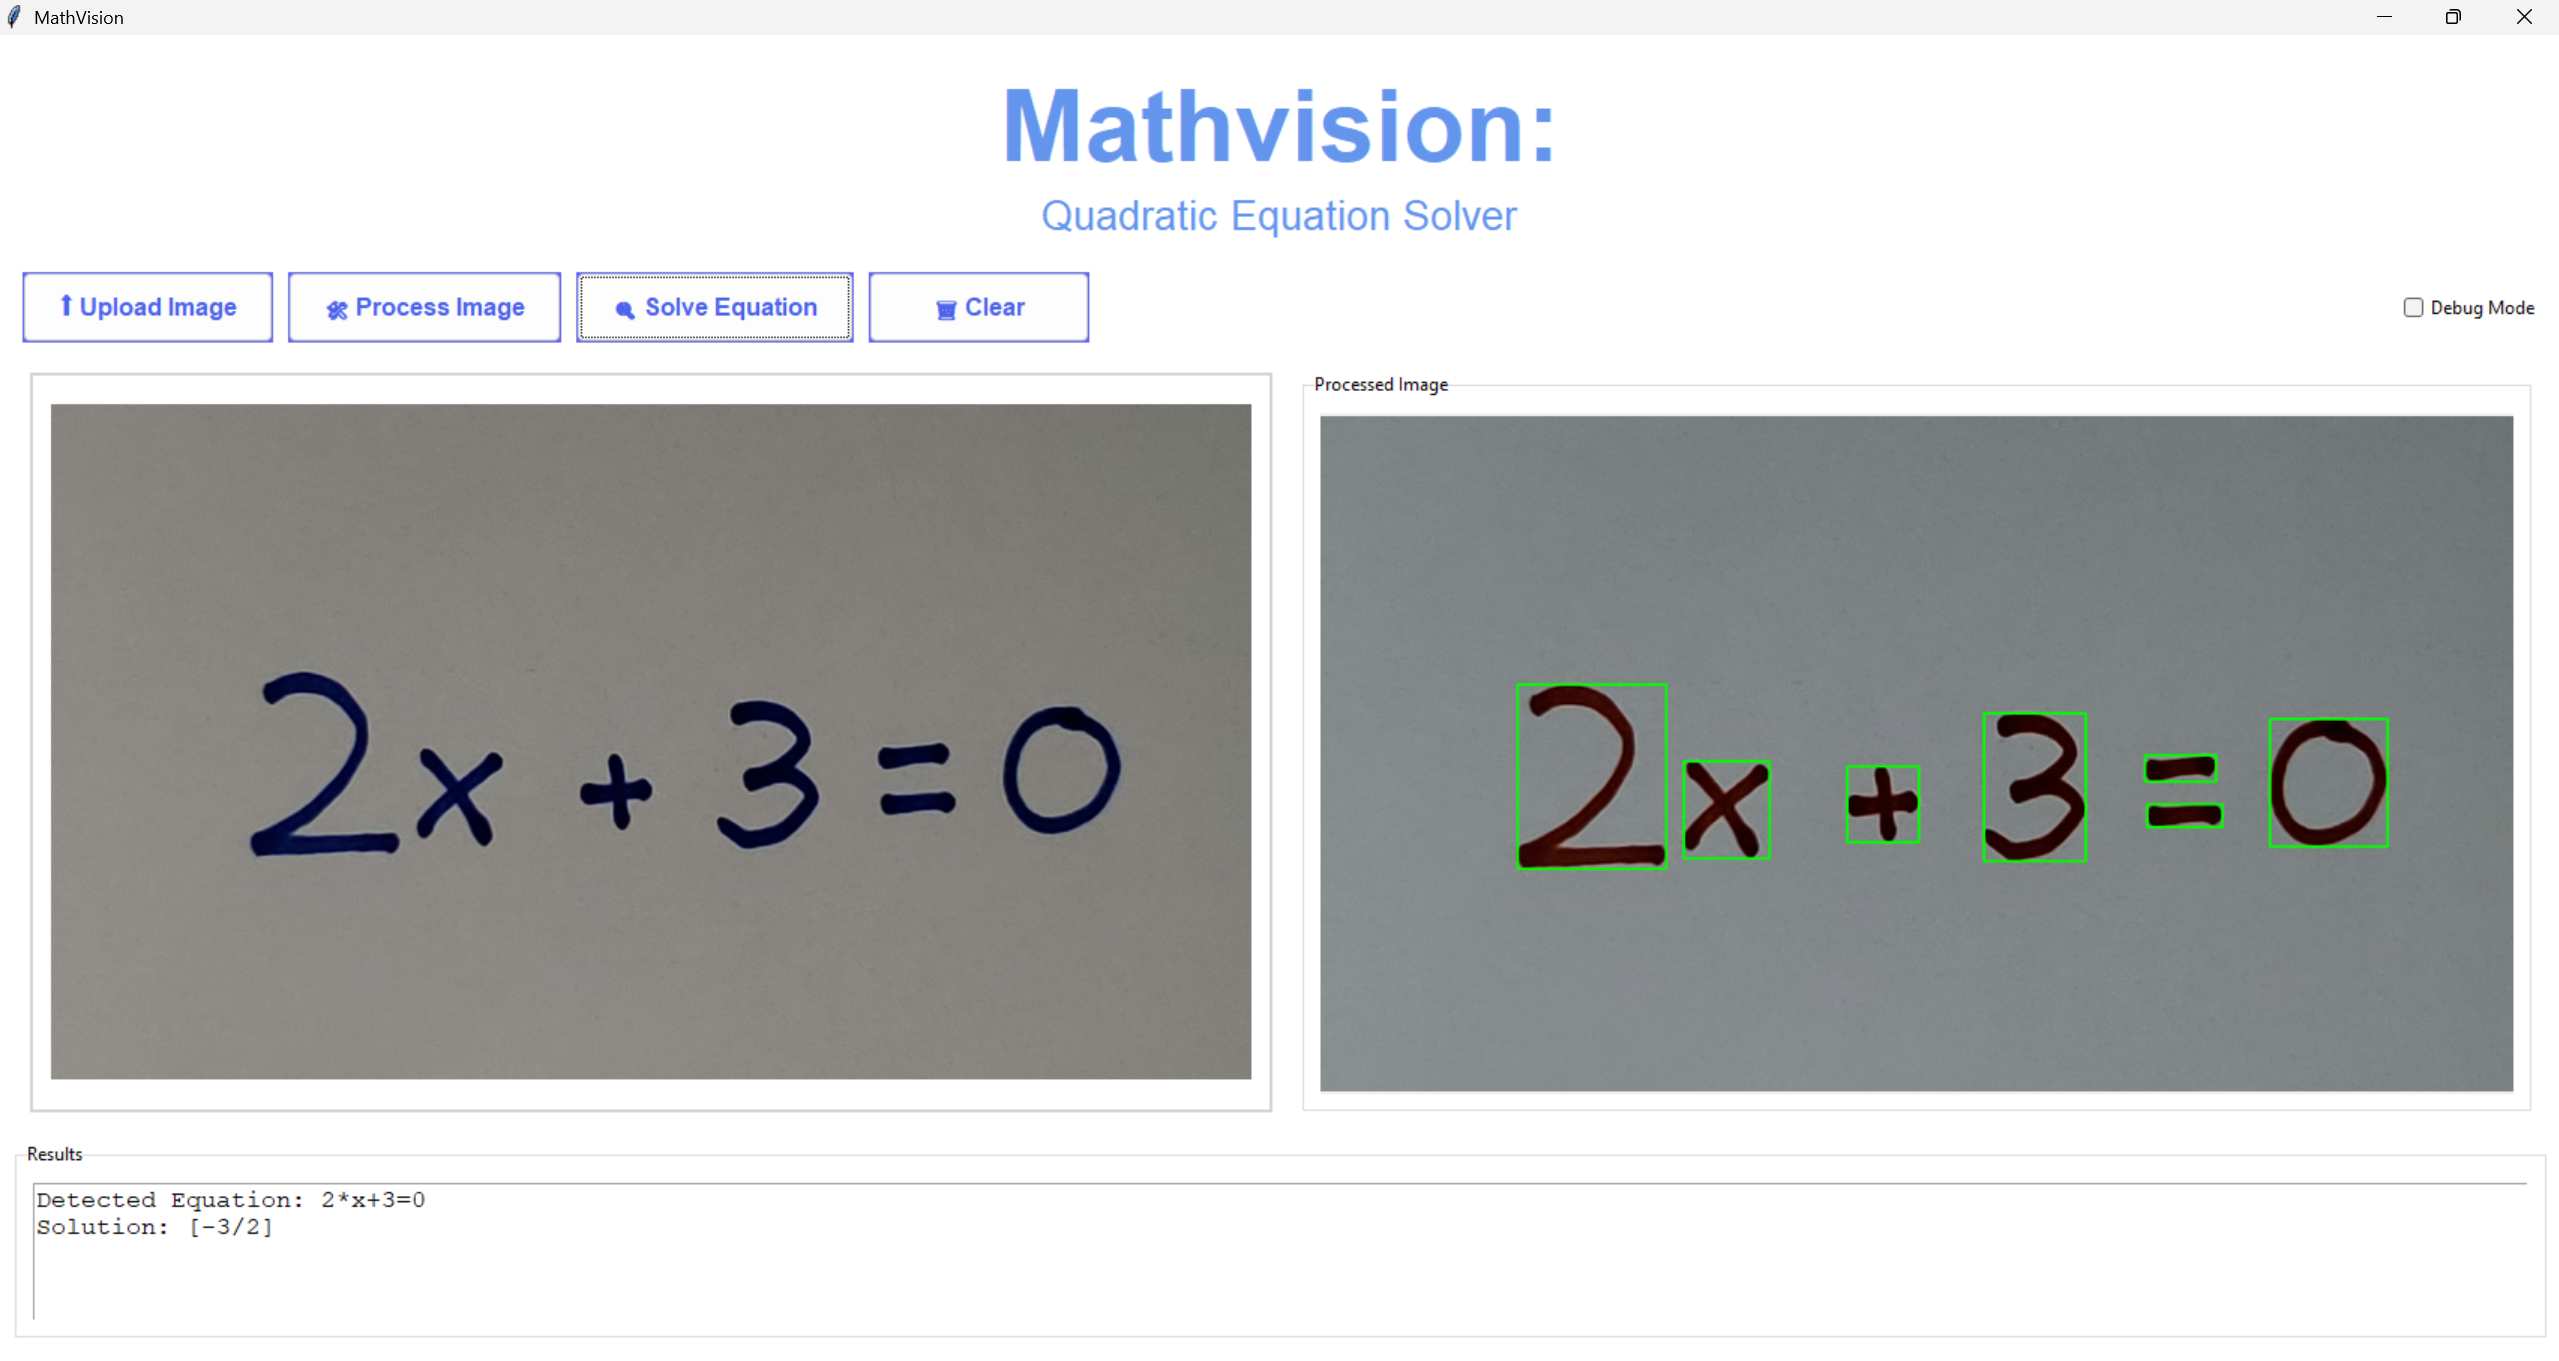 MathVision
Mathvision:
Quadratic Equation Solver
Upload Image
Process Image
Solve Equation
Clear
Debug Mode
2x + 3 = 0
Processed Image
2x + 3 = 0
Results
Detected Equation: 2*x+3=0
Solution: [-3/2]